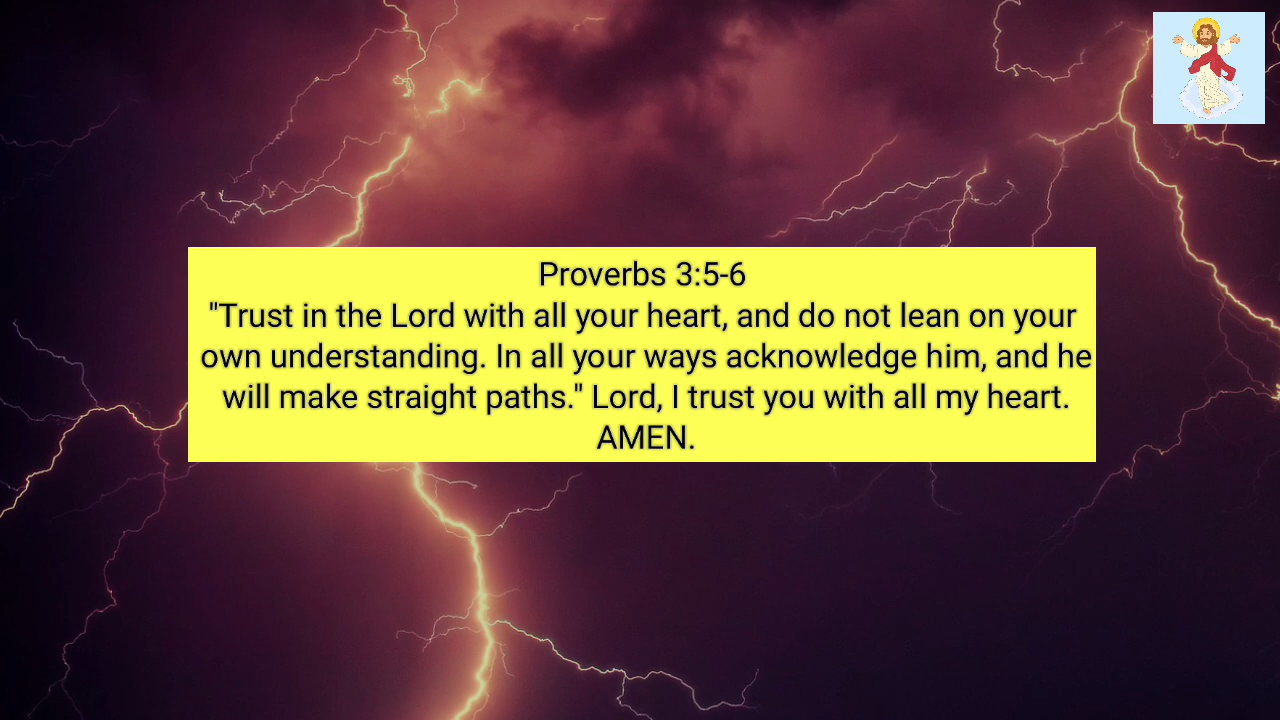 Proverbs 3:5-6
"Trust in the Lord with all your heart, and do not lean on your
own understanding. In all your ways acknowledge him, and he
will make straight paths." Lord, I trust you with all my heart.
AMEN.